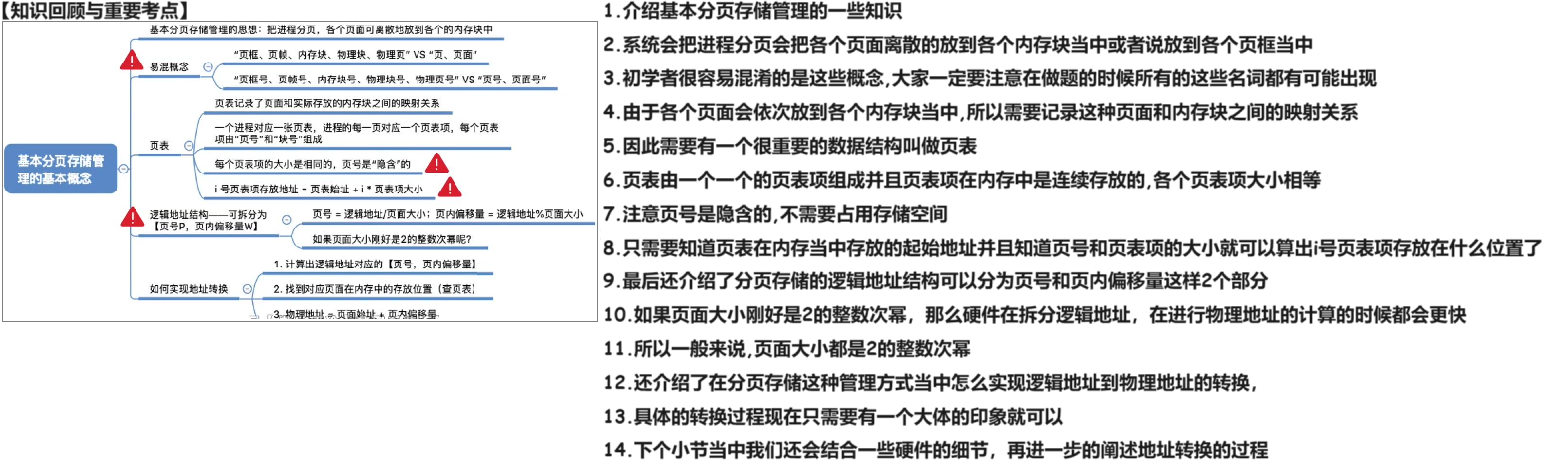 【知识回顾与重要考点】
基本分页存储管理的思想：把进程分页，各个页面可离散地放到各个的内存块中
易混概念
“页框、页帧、内存块、物理块、物理页” VS “页、页面”
“页框号、页帧号、内存块号、物理块号、物理页号” VS “页号、页面号”
基本分页存储管
理的基本概念
页表
页表记录了页面和实际存放的内存块之间的映射关系
一个进程对应一张页表，进程的每一页对应一个页表项，每个页表
项由“页号”和“块号”组成
每个页表项的大小是相同的，页号是“隐含”的
i 号页表项存放地址 = 页表始址 + i * 页表项大小
逻辑地址结构——可拆分为
【页号P，页内偏移量W】
页号 = 逻辑地址/页面大小；页内偏移量 = 逻辑地址%页面大小
如果页面大小刚好是2的整数次幂呢？
如何实现地址转换
1. 计算出逻辑地址对应的【页号，页内偏移量】
2. 找到对应页面在内存中的存放位置（查页表）
3. 物理地址 = 页面始址 + 页内偏移量
1.介绍基本分页存储管理的一些知识
2.系统会把进程分页会把各个页面离散的放到各个内存块当中或者说放到各个页框当中
3.初学者很容易混淆的是这些概念,大家一定要注意在做题的时候所有的这些名词都有可能出现
4.由于各个页面会依次放到各个内存块当中,所以需要记录这种页面和内存块之间的映射关系
5.因此需要有一个很重要的数据结构叫做页表
6.页表由一个一个的页表项组成并且页表项在内存中是连续存放的,各个页表项大小相等
7.注意页号是隐含的,不需要占用存储空间
8.只需要知道页表在内存当中存放的起始地址并且知道页号和页表项的大小就可以算出i号页表项存放在什么位置了
9.最后还介绍了分页存储的逻辑地址结构可以分为页号和页内偏移量这样2个部分
10.如果页面大小刚好是2的整数次幂，那么硬件在拆分逻辑地址，在进行物理地址的计算的时候都会更快
11.所以一般来说,页面大小都是2的整数次幂
12.还介绍了在分页存储这种管理方式当中怎么实现逻辑地址到物理地址的转换,
13.具体的转换过程现在只需要有一个大体的印象就可以
14.下个小节当中我们还会结合一些硬件的细节，再进一步的阐述地址转换的过程